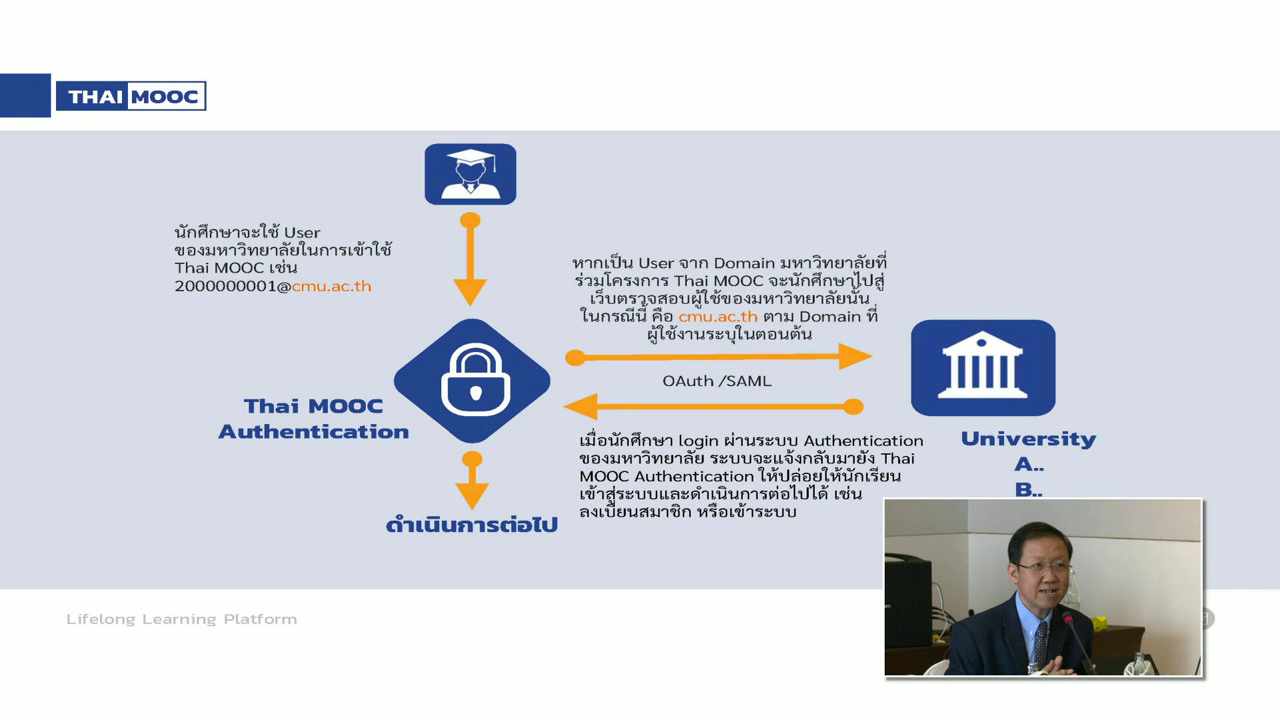 THAI MOOC
นักศึกษาจะใช้ User
ของมหาวิทยาลัยในการเข้าใช้
Thai MOOC เช่น
2000000001@cmu.ac.th
หากเป็น User จาก Domain มหาวิทยาลัยที่
ร่วมโครงการ Thai MOOC จะนักศึกษาไปสู่
เว็บตรวจสอบผู้ใช้ของมหาวิทยาลัยนั้น
ในกรณีนี้ คือ cmu.ac.th ตาม Domain ที่
ผู้ใช้งานระบุในตอนต้น
OAuth /SAML
Thai MOOC
Authentication
เมื่อนักศึกษา login ผ่านระบบ Authentication
ของมหาวิทยาลัย ระบบจะแจ้งกลับมายัง Thai
MOOC Authentication ให้ปล่อยให้นักเรียน
เข้าสู่ระบบและดำเนินการต่อไปได้ เช่น
ลงเบียนสมาชิก หรือเข้าระบบ
University
A..
B..
ดำเนินการต่อไป
Lifelong Learning Platform